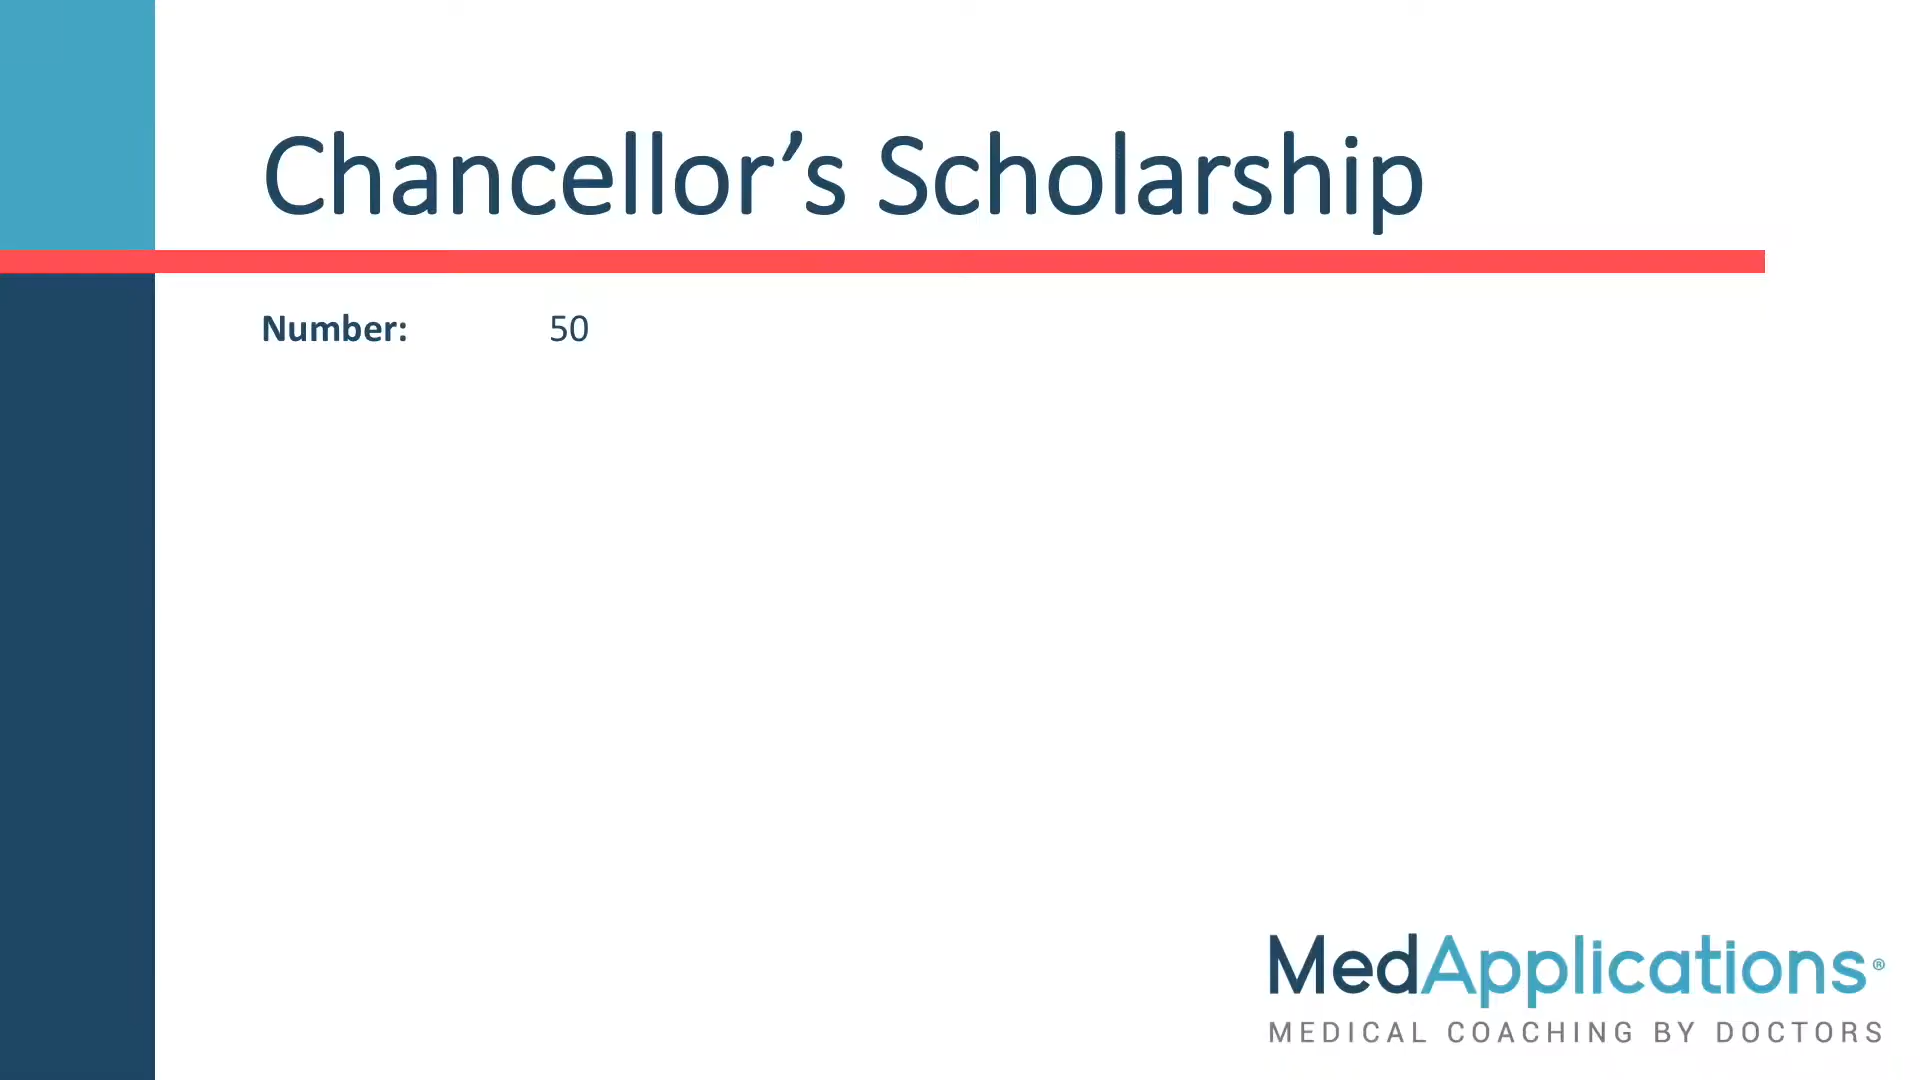 Chancellor’s Scholarship
Number: 50
MedApplications®
MEDICAL COACHING BY DOCTORS